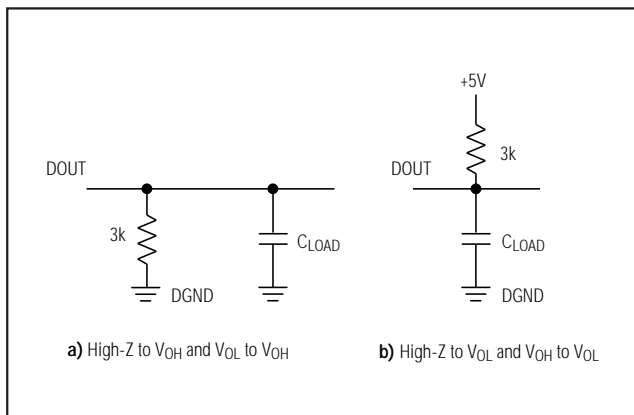 DOUT
3k
CLOAD
DGND
a) High-Z to VOH and VOL to VOH
+5V
3k
DOUT
CLOAD
DGND
b) High-Z to VOL and VOH to VOL